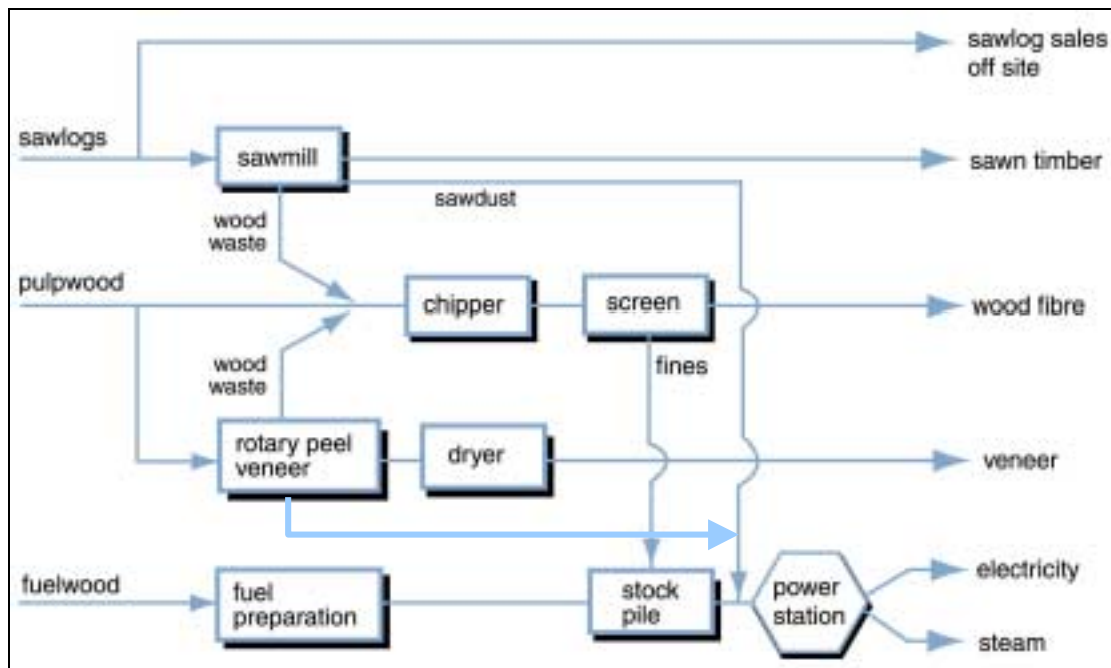 sawlog sales
off site
sawlogs
sawmill
sawn timber
sawdust
wood
waste
pulpwood
chipper
screen
wood fibre
wood
waste
fines
rotary peel
veneer
dryer
veneer
fuelwood
fuel
preparation
stock
pile
power
station
electricity
steam